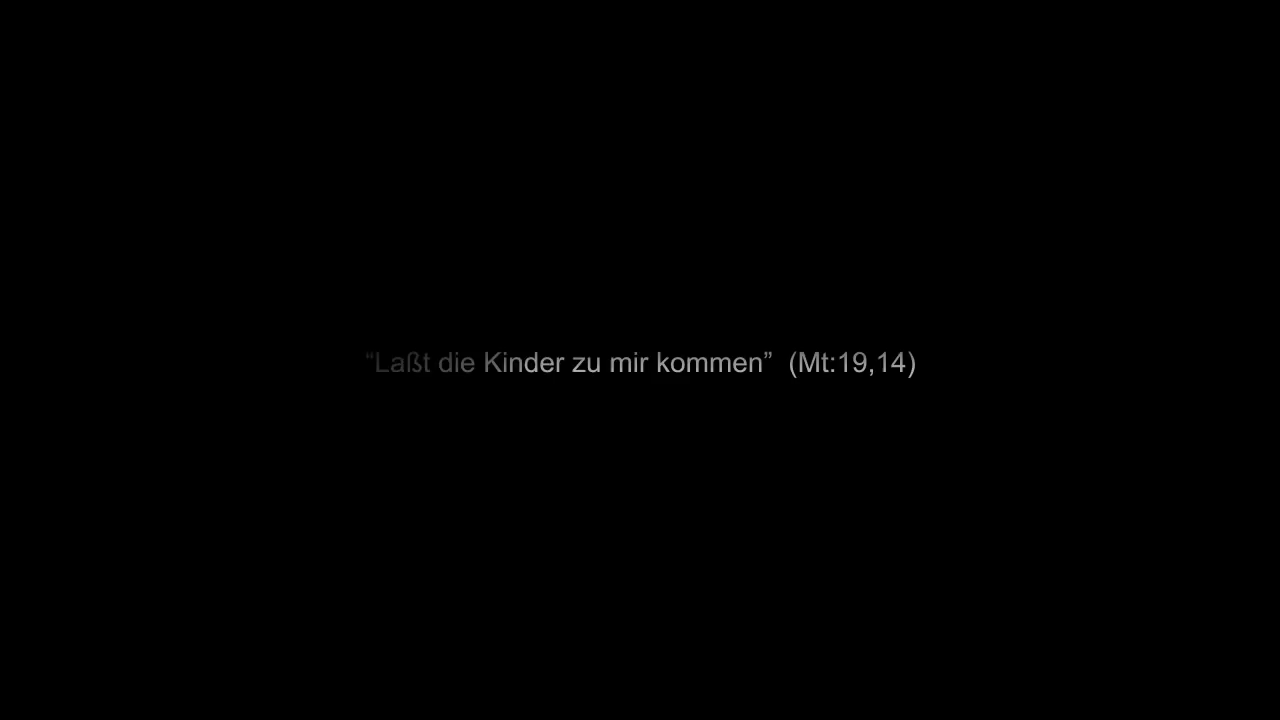 “Laßt die Kinder zu mir kommen”  (Mt:19,14)